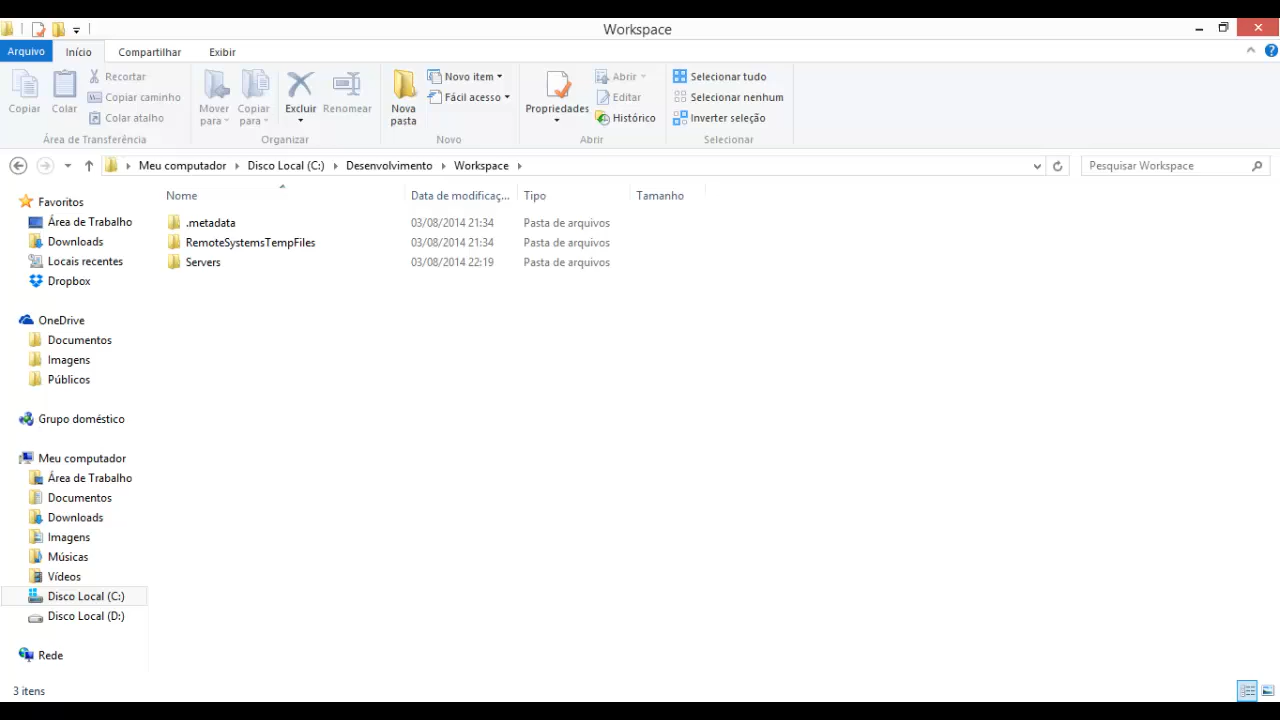 Workspace
Arquivo Início Compartilhar Exibir
Copiar
Colar
Recortar
Copiar caminho
Colar atalho
Área de Transferência
Mover para
Copiar para
Excluir
Renomear
Organizar
Nova pasta
Novo item
Fácil acesso
Novo
Propriedades
Abrir
Editar
Histórico
Abrir
Selecionar tudo
Selecionar nenhum
Inverter seleção
Selecionar
Meu computador Disco Local (C:) Desenvolvimento Workspace
Pesquisar Workspace
Favoritos
Área de Trabalho
Downloads
Locais recentes
Dropbox
OneDrive
Documentos
Imagens
Públicos
Grupo doméstico
Meu computador
Área de Trabalho
Documentos
Downloads
Imagens
Músicas
Vídeos
Disco Local (C:)
Disco Local (D:)
Rede
Nome Data de modificaç... Tipo Tamanho
.metadata 03/08/2014 21:34 Pasta de arquivos
RemoteSystemsTempFiles 03/08/2014 21:34 Pasta de arquivos
Servers 03/08/2014 22:19 Pasta de arquivos
3 itens